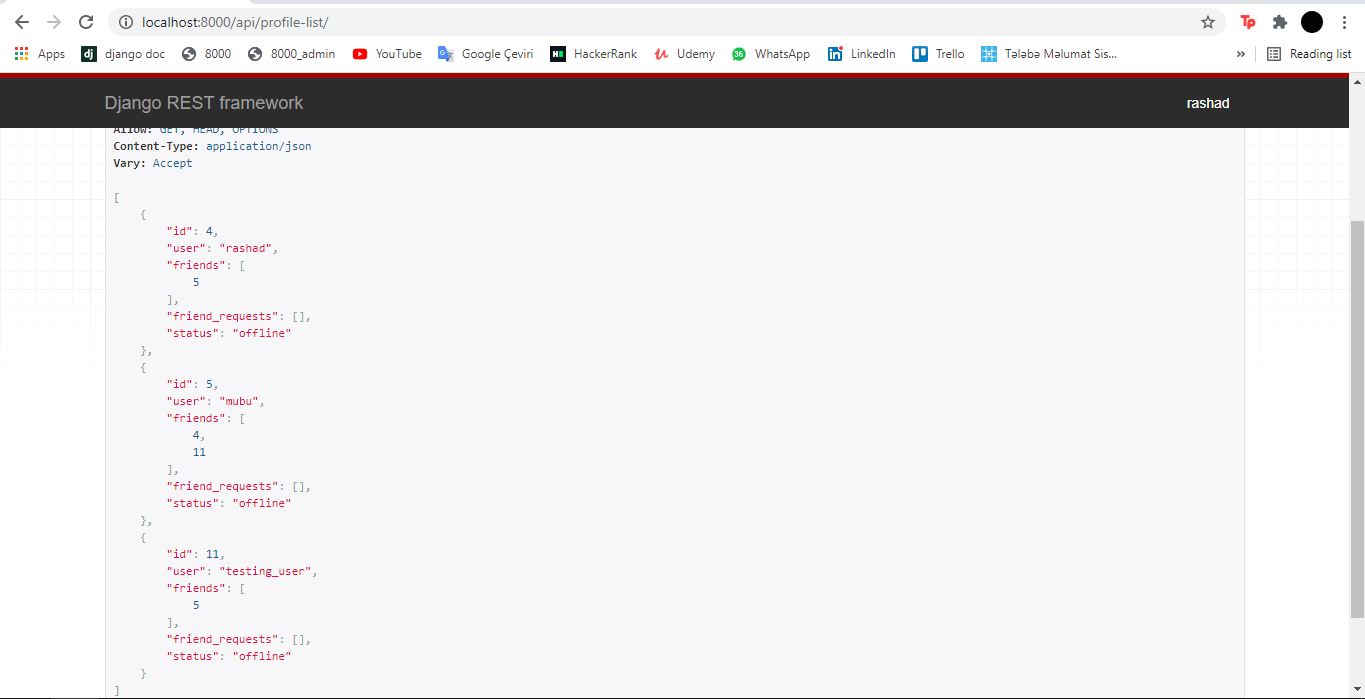 localhost:8000/api/profile-list/
Tp
Apps dj django doc 8000 8000_admin YouTube Google Çeviri HackerRank Udemy 36 WhatsApp LinkedIn Trello Tələbə Məlumat Sis... » Reading list
Django REST framework rashad
Allow: GET, HEAD, OPTIONS
Content-Type: application/json
Vary: Accept
[
{
"id": 4,
"user": "rashad",
"friends": [
5
],
"friend_requests": [],
"status": "offline"
},
{
"id": 5,
"user": "mubu",
"friends": [
4,
11
],
"friend_requests": [],
"status": "offline"
},
{
"id": 11,
"user": "testing_user",
"friends": [
5
],
"friend_requests": [],
"status": "offline"
}
]